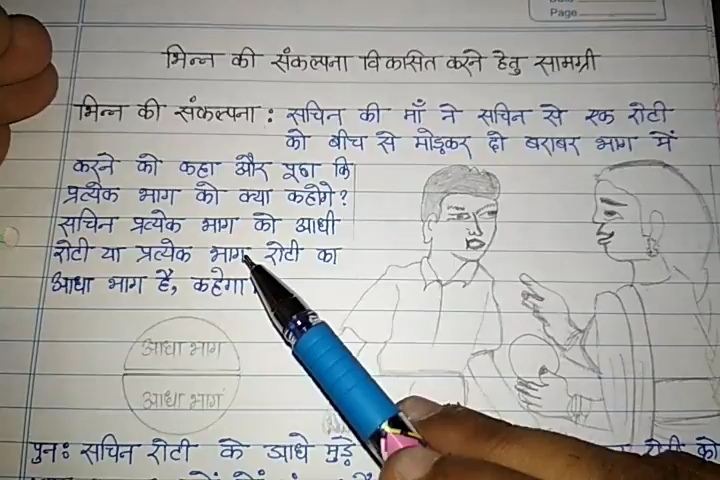 Page
भिन्न की संकल्पना विकसित करने हेतु सामग्री
भिन्न की संकल्पना : सचिन की माँ ने सचिन से एक रोटी
को बीच से मोड़कर दो बराबर भाग में
करने को कहा और पूछा कि
प्रत्येक भाग को क्या कहोगे?
सचिन प्रत्येक भाग को आधी
रोटी या प्रत्येक भाग रोटी का
आधा भाग है, कहेगा।
आधा भाग
आधा भाग
पुनः सचिन रोटी के आधे मुड़े रोटी को